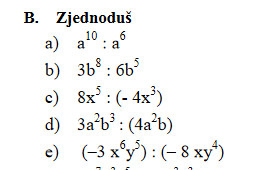 B. Zjednoduš
a) a¹⁰ : a⁶
b) 3b⁸ : 6b⁵
c) 8x⁵ : (- 4x³)
d) 3a²b³ : (4a²b)
e) (–3 x⁶y⁵) : (– 8 xy⁴)